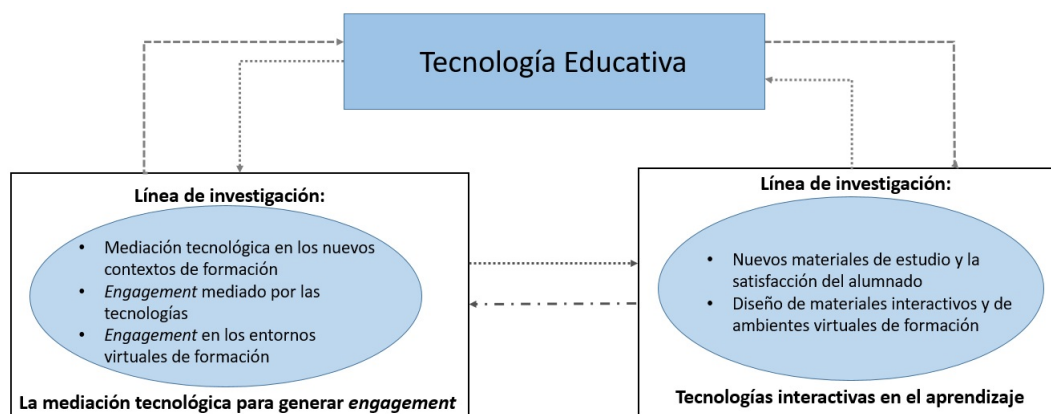 Tecnología Educativa
Línea de investigación:
• Mediación tecnológica en los nuevos
contextos de formación
• Engagement mediado por las
tecnologías
• Engagement en los entornos
virtuales de formación
La mediación tecnológica para generar engagement
Línea de investigación:
• Nuevos materiales de estudio y la
satisfacción del alumnado
• Diseño de materiales interactivos y de
ambientes virtuales de formación
Tecnologías interactivas en el aprendizaje